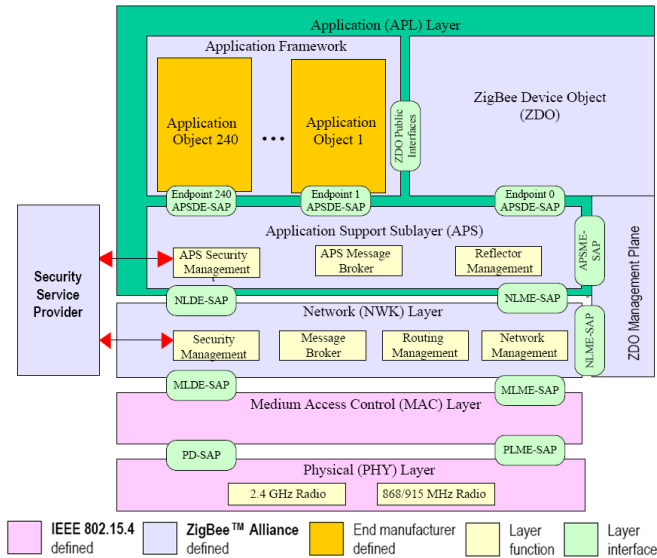 Application (APL) Layer
Application Framework
ZigBee Device Object
(ZDO)
Application
Object 240
...
Application
Object 1
ZDO Public
Interfaces
Endpoint 240
APSDE-SAP
Endpoint 1
APSDE-SAP
Endpoint 0
APSDE-SAP
Application Support Sublayer (APS)
APSME-
SAP
APS Security
Management
APS Message
Broker
Reflector
Management
Security
Service
Provider
ZDO Management Plane
NLDE-SAP
NLME-SAP
NLME-SAP
Network (NWK) Layer
Security
Management
Message
Broker
Routing
Management
Network
Management
MLDE-SAP
MLME-SAP
Medium Access Control (MAC) Layer
PD-SAP
PLME-SAP
Physical (PHY) Layer
2.4 GHz Radio
868/915 MHz Radio
IEEE 802.15.4
defined
ZigBee™ Alliance
defined
End manufacturer
defined
Layer
function
Layer
interface